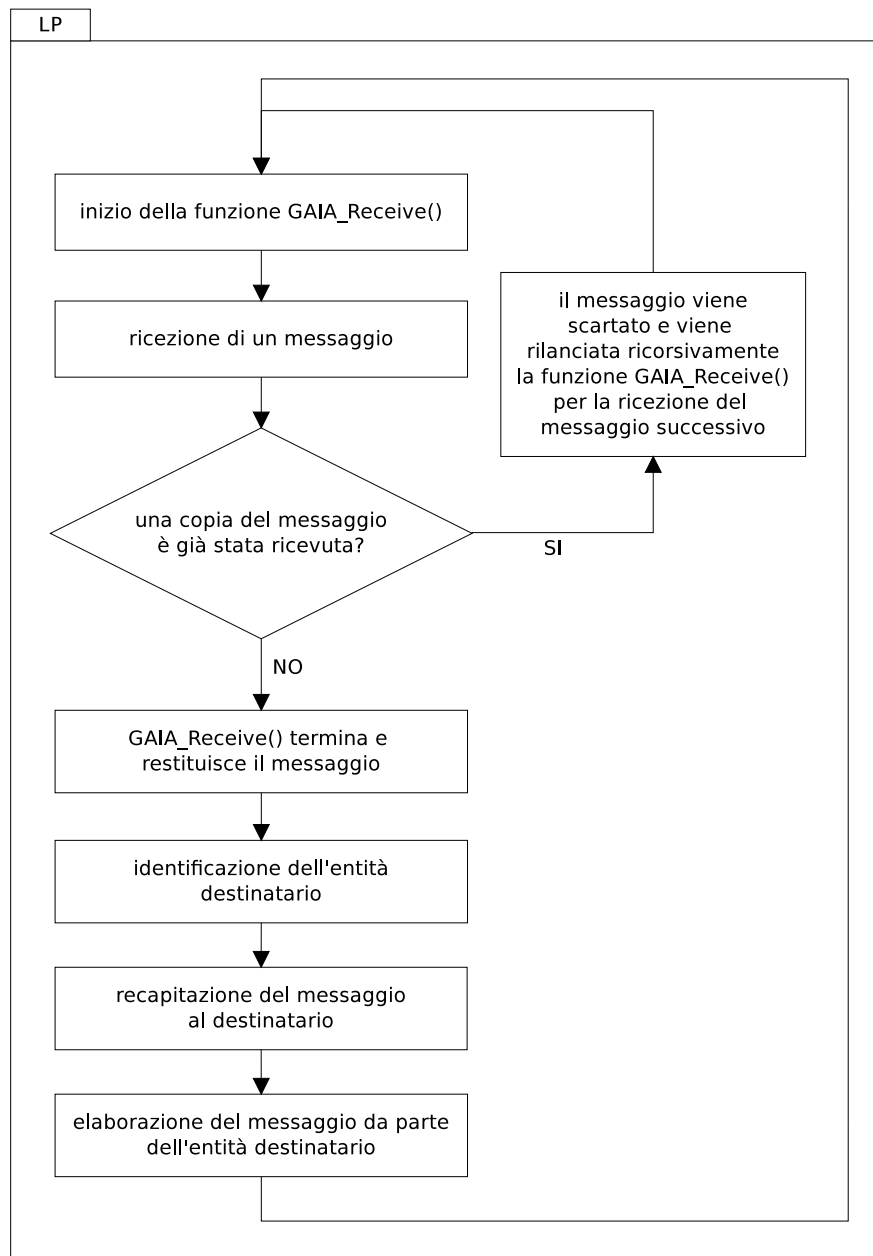 LP
inizio della funzione GAIA_Receive()
ricezione di un messaggio
il messaggio viene
scartato e viene
rilanciata ricorsivamente
la funzione GAIA_Receive()
per la ricezione del
messaggio successivo
una copia del messaggio
è già stata ricevuta?
SI
NO
GAIA_Receive() termina e
restituisce il messaggio
identificazione dell'entità
destinatario
recapitazione del messaggio
al destinatario
elaborazione del messaggio da parte
dell'entità destinatario